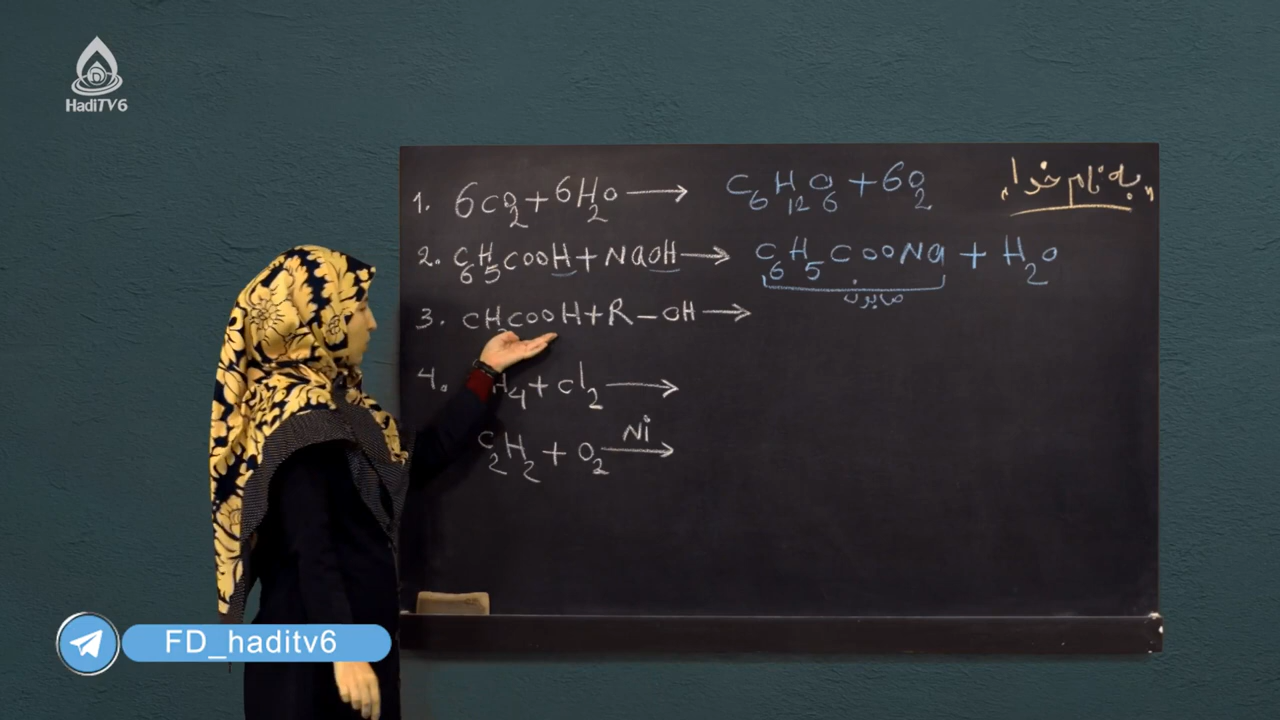 HadiTV6
"به نام خدا"
1. 6CO2 + 6H2O → C6H12O6 + 6O2
2. C6H5COOH + NaOH → C6H5COONa + H2O
صابون
3. CH3COOH + R – OH →
4. H4 + Cl2 →
C2H2 + O2 Ni →
FD_haditv6